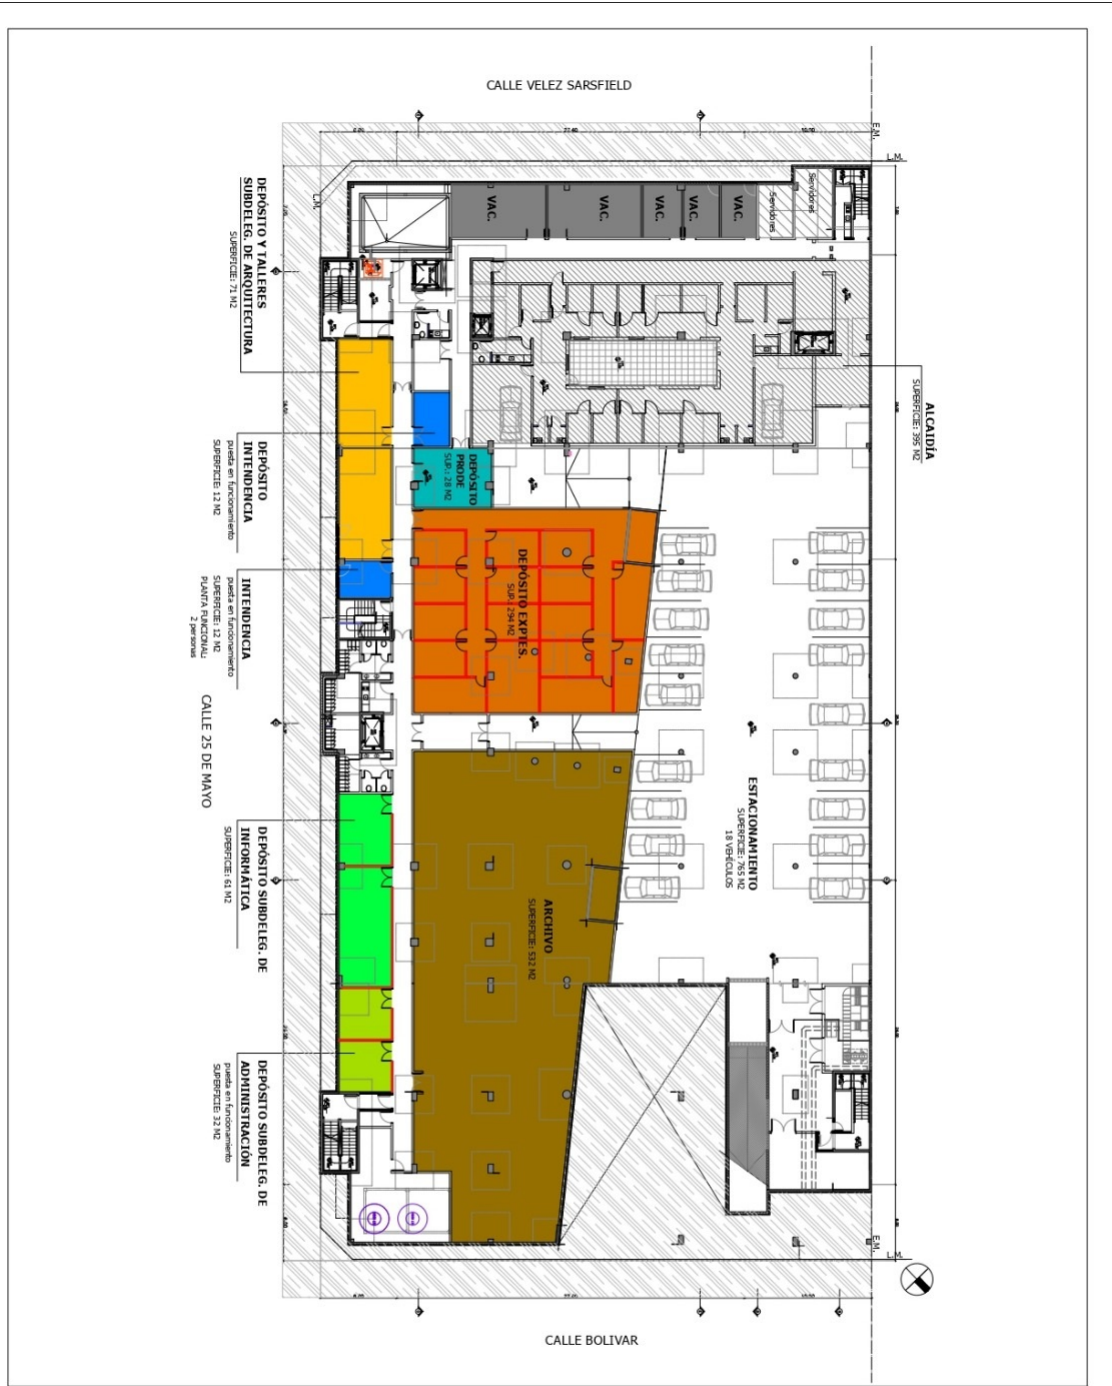 CALLE VELEZ SARSFIELD
E.M.
L.M.
L.M.
DEPÓSITO Y TALLERES
SUBDELEG. DE ARQUITECTURA
SUPERFICIE: 71 M2
VAC.
VAC.
VAC.
VAC.
VAC.
Servidores
Servidores
ALCAIDÍA
SUPERFICIE: 395 M2
DEPÓSITO
INTENDENCIA
puesta en funcionamiento
SUPERFICIE: 12 M2
DEPÓSITO
PRODE
SUP.: 28 M2
DEPÓSITO EXPTES.
SUP.: 294 M2
INTENDENCIA
puesta en funcionamiento
SUPERFICIE: 12 M2
PLANTA FUNCIONAL:
2 personas
CALLE 25 DE MAYO
ESTACIONAMIENTO
SUPERFICIE: 765 M2
18 VEHÍCULOS
DEPÓSITO SUBDELEG. DE
INFORMÁTICA
SUPERFICIE: 61 M2
ARCHIVO
SUPERFICIE: 532 M2
DEPÓSITO SUBDELEG. DE
ADMINISTRACIÓN
puesta en funcionamiento
SUPERFICIE: 32 M2
E.M.
L.M.
CALLE BOLIVAR